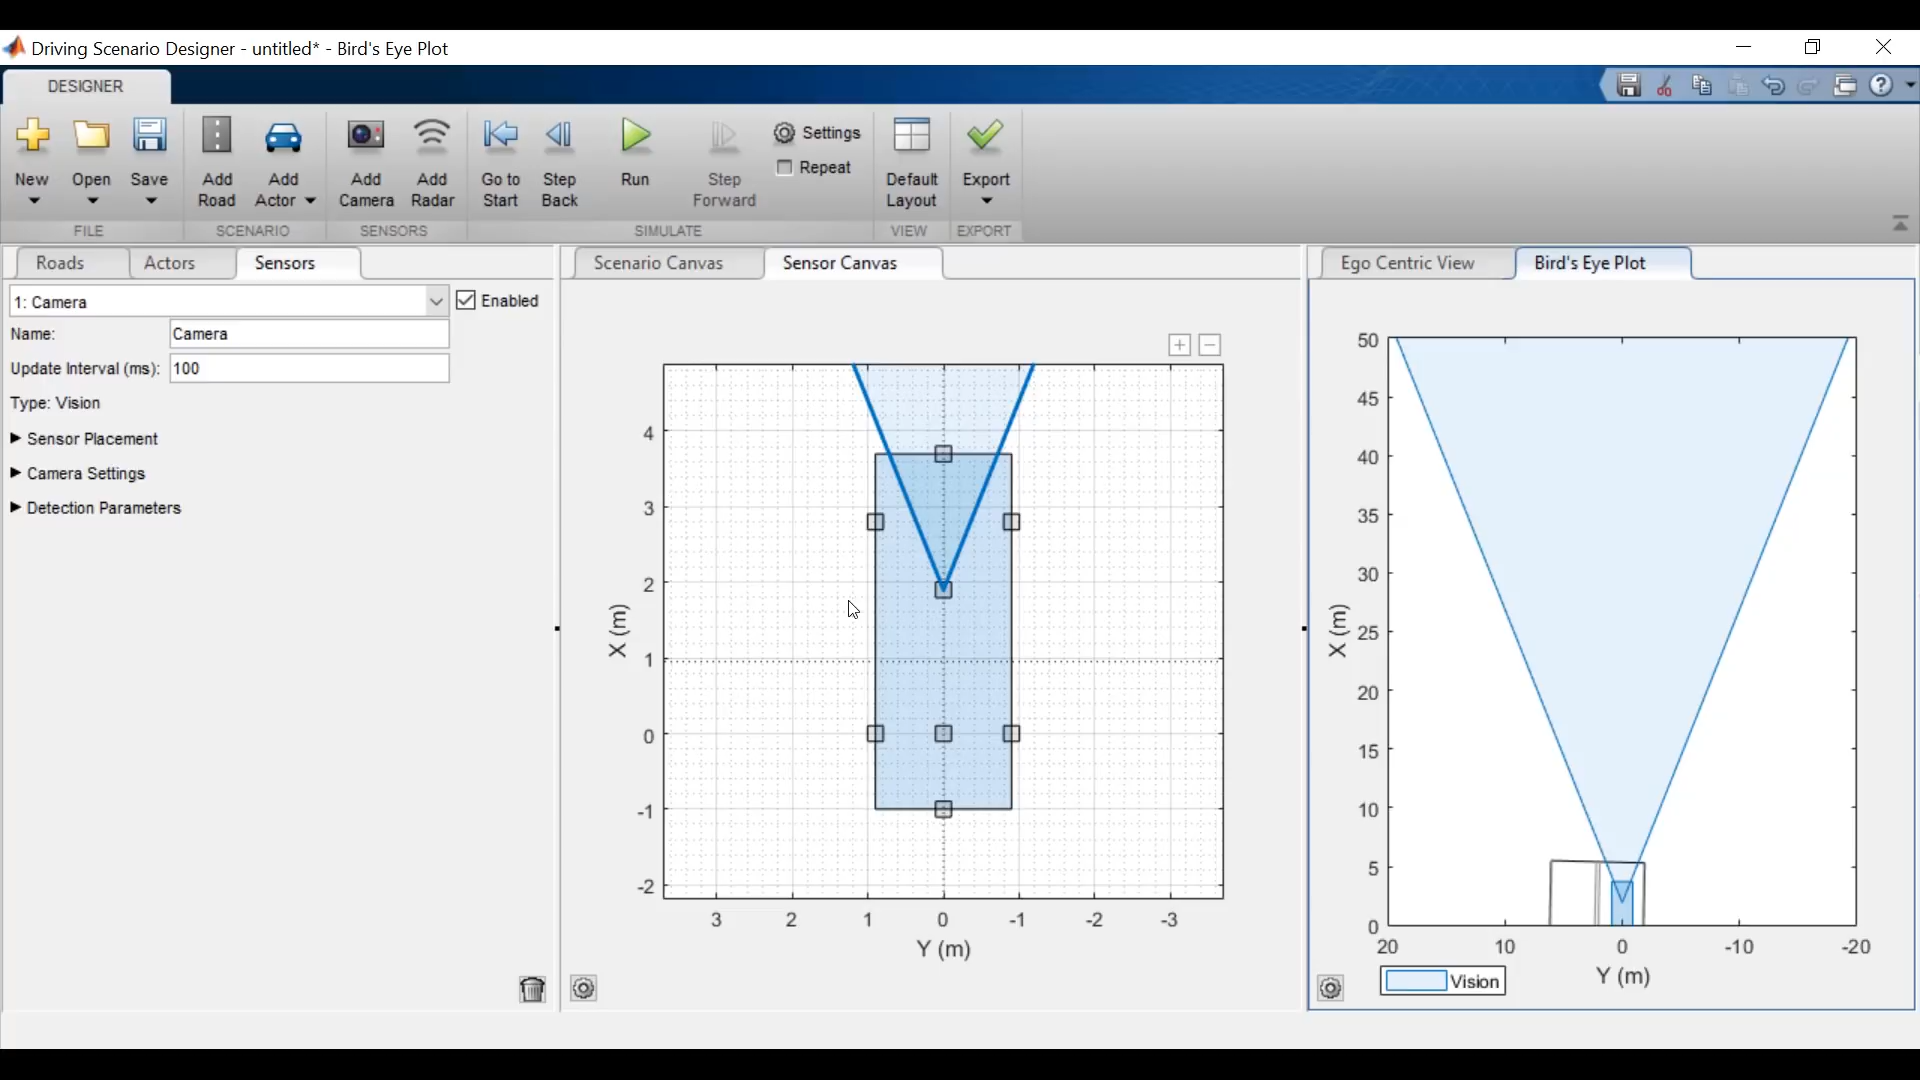 Driving Scenario Designer - untitled* - Bird's Eye Plot
DESIGNER
New
Open
Save
Add Road
Add Actor
Add Camera
Add Radar
Go to Start
Step Back
Run
Step Forward
Settings
Repeat
Default Layout
Export
FILE
SCENARIO
SENSORS
SIMULATE
VIEW
EXPORT
Roads
Actors
Sensors
1: Camera
Enabled
Name:
Camera
Update Interval (ms):
100
Type: Vision
Sensor Placement
Camera Settings
Detection Parameters
Scenario Canvas
Sensor Canvas
4
3
2
1
0
-1
-2
X (m)
3
2
1
0
-1
-2
-3
Y (m)
Ego Centric View
Bird's Eye Plot
50
45
40
35
30
25
20
15
10
5
0
X (m)
20
10
0
-10
-20
Y (m)
Vision